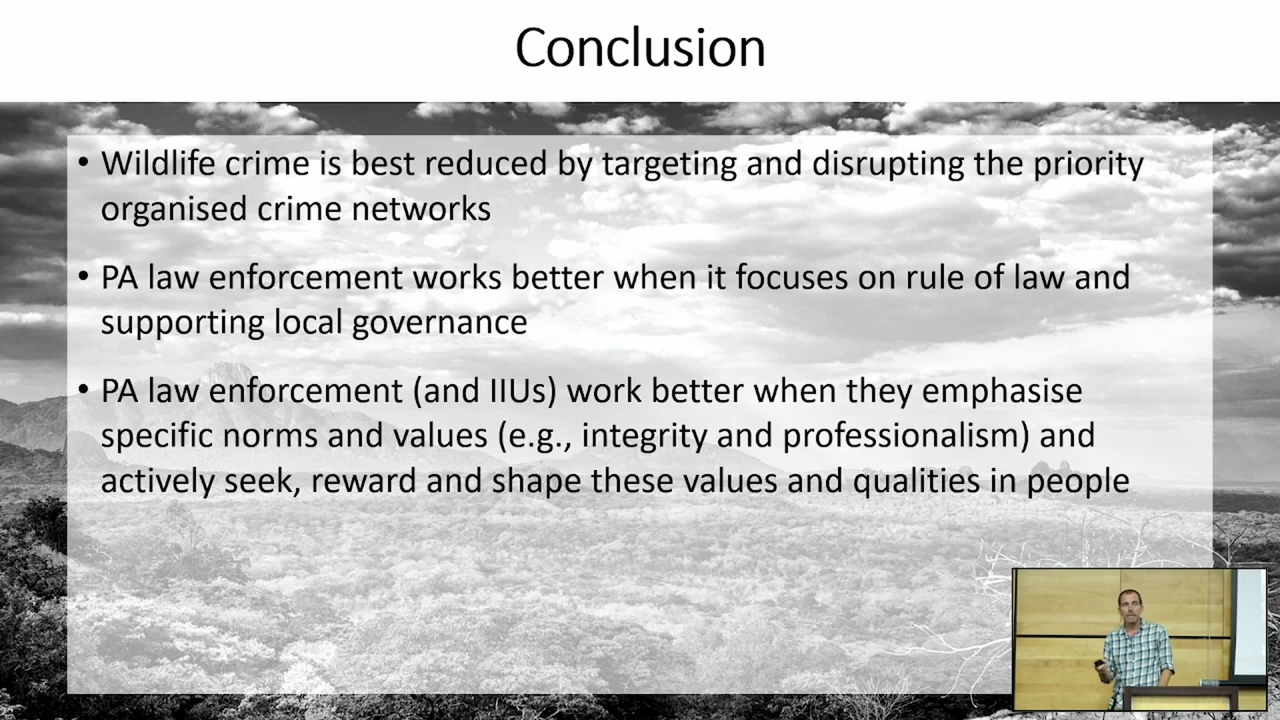 Conclusion
• Wildlife crime is best reduced by targeting and disrupting the priority
organised crime networks
• PA law enforcement works better when it focuses on rule of law and
supporting local governance
• PA law enforcement (and IIUs) work better when they emphasise
specific norms and values (e.g., integrity and professionalism) and
actively seek, reward and shape these values and qualities in people